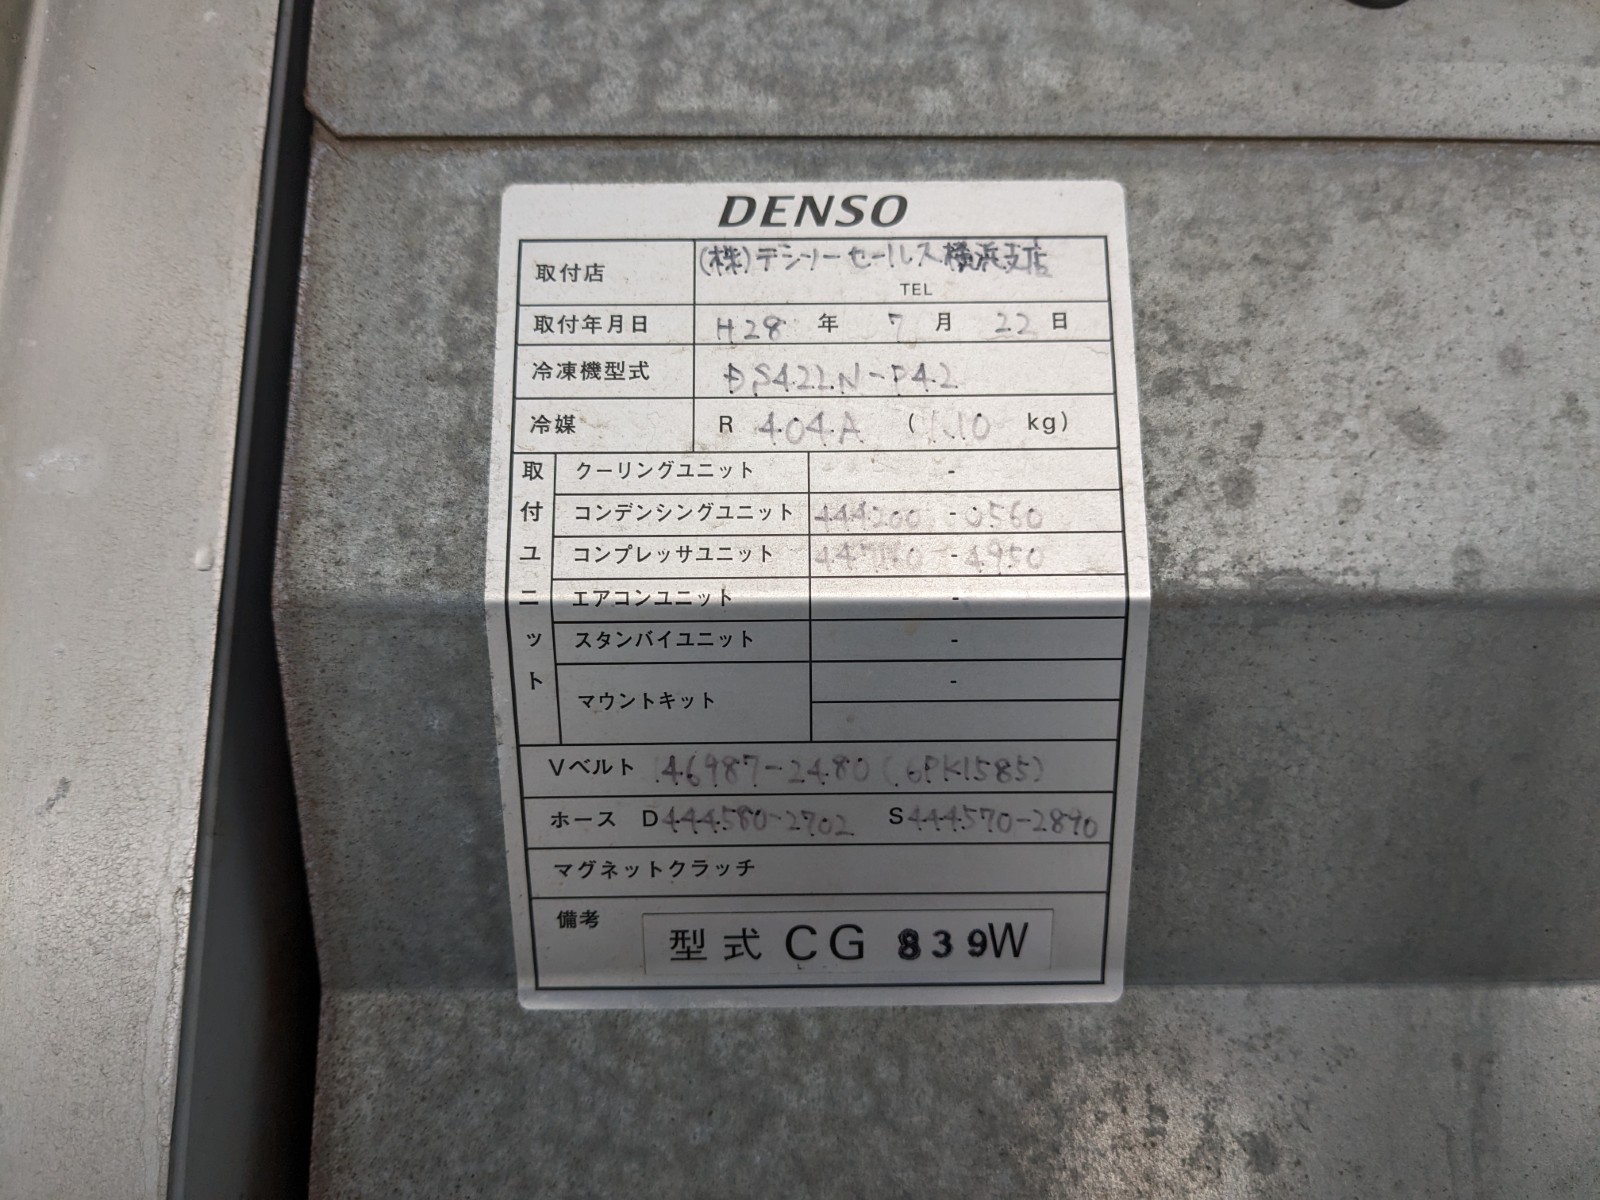 DENSO
取付店 (株)デンソーセールス横浜支店
TEL
取付年月日 H28 年 7 月 22 日
冷凍機型式
冷媒 R 404A ( 1.10 kg)
取付ユニット
クーリングユニット -
コンデンシングユニット 444200 - 0560
コンプレッサユニット - 4950
エアコンユニット -
スタンバイユニット -
マウントキット -
Vベルト 46987-2480 (6PK1585)
ホース D 444580-2702 S 444570-2890
マグネットクラッチ
備考 型式 CG 839W